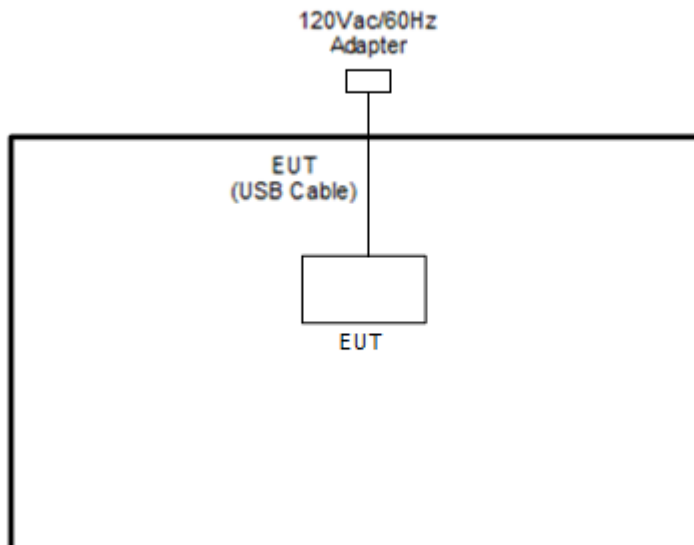 120Vac/60Hz
Adapter
EUT
(USB Cable)
EUT